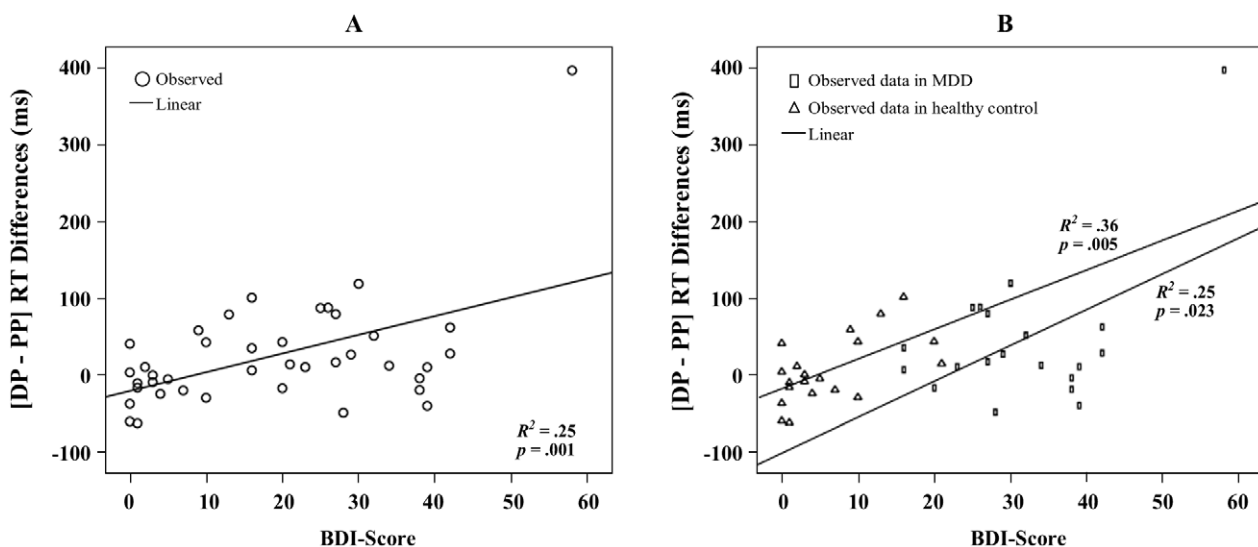 A
[DP - PP] RT Differences (ms)
400
300
200
100
0
-100
Observed
Linear
R² = .25
p = .001
0 10 20 30 40 50 60
BDI-Score
B
[DP - PP] RT Differences (ms)
400
300
200
100
0
-100
Observed data in MDD
Observed data in healthy control
Linear
R² = .36
p = .005
R² = .25
p = .023
0 10 20 30 40 50 60
BDI-Score